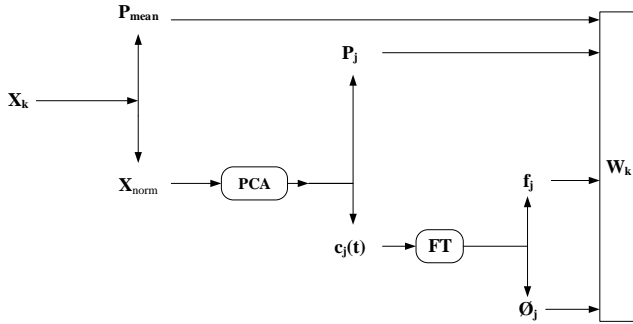 P_mean
P_j
X_k
W_k
X_norm
PCA
f_j
c_j(t)
FT
Ø_j